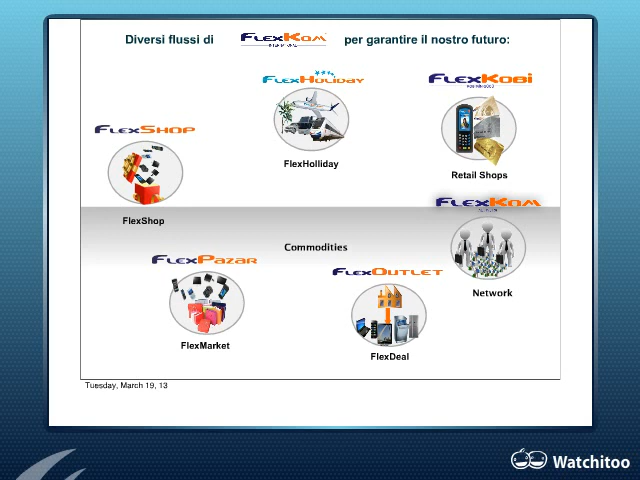 Diversi flussi di FlexKom per garantire il nostro futuro:
INTERNATIONAL
FlexHoliday
FlexKobi
FlexShop
FlexHolliday
Retail Shops
FlexKom
FlexShop
Commodities
FlexPazar
FlexOutlet
Network
FlexMarket
FlexDeal
Tuesday, March 19, 13
Watchitoo